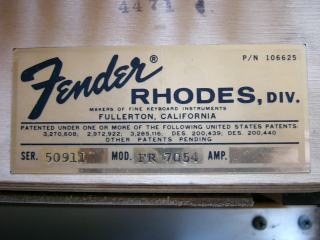 4471
P/N 106625
Fender®
RHODES, DIV.
MAKERS OF FINE KEYBOARD INSTRUMENTS
FULLERTON, CALIFORNIA
PATENTED UNDER ONE OR MORE OF THE FOLLOWING UNITED STATES PATENTS
3,270,608, 2,972,922, 3,285,116, DES. 200,439, DES. 200,440
OTHER PATENTS PENDING
SER. MOD. FR 7054 AMP.